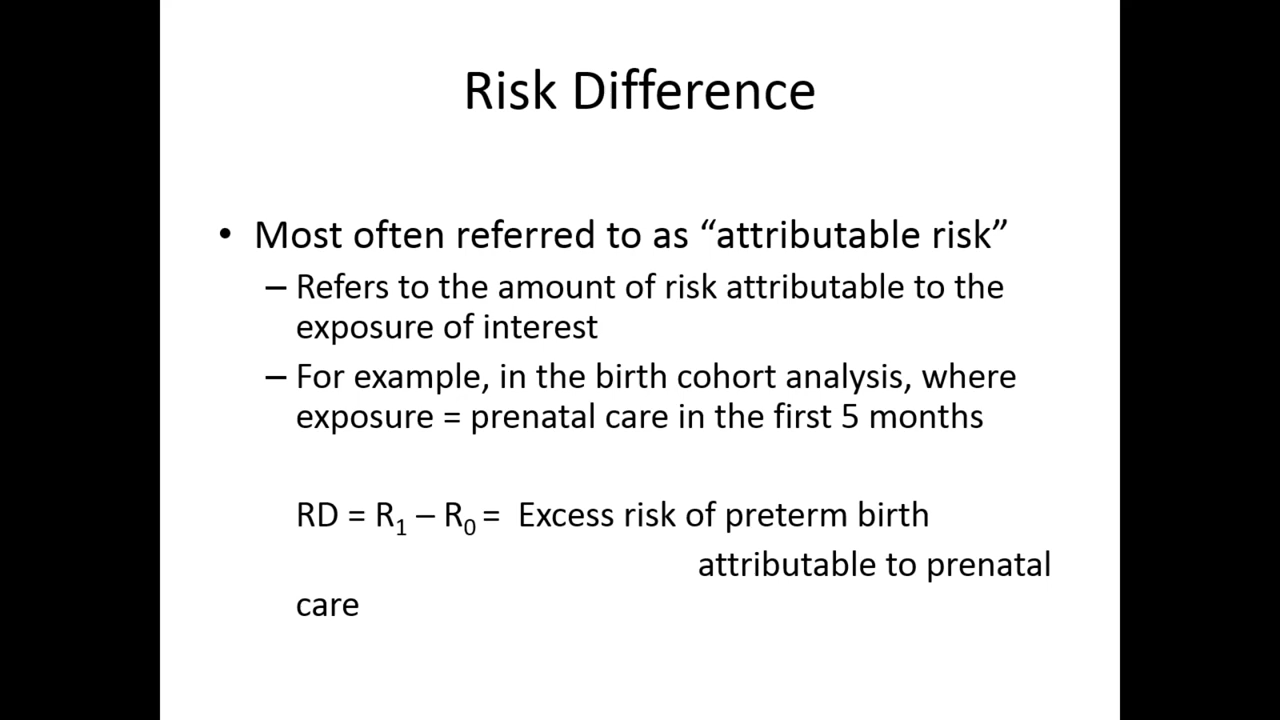 Risk Difference
• Most often referred to as “attributable risk”
– Refers to the amount of risk attributable to the
exposure of interest
– For example, in the birth cohort analysis, where
exposure = prenatal care in the first 5 months
RD = R₁ – R₀ = Excess risk of preterm birth
attributable to prenatal
care